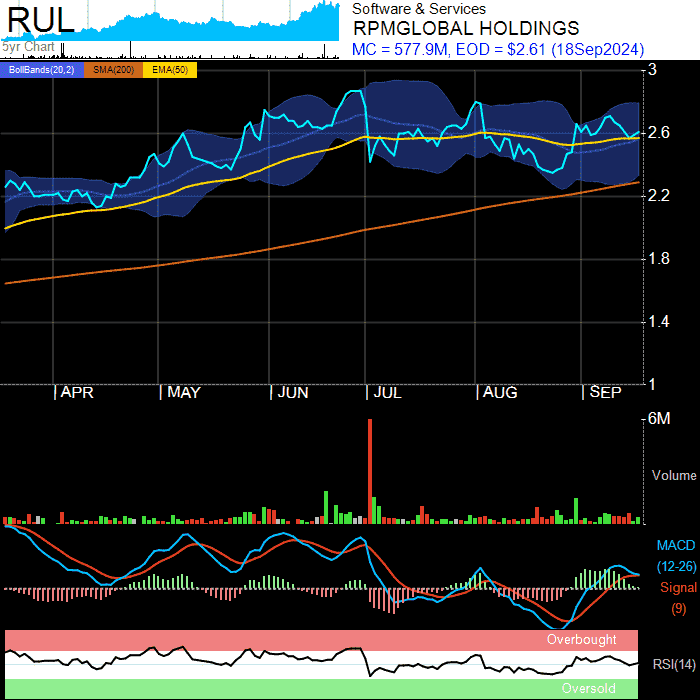 RUL
5yr Chart
Software & Services
RPMGLOBAL HOLDINGS
MC = 577.9M, EOD = $2.61 (18Sep2024)
BollBands(20,2) SMA(200) EMA(50)
3
2.6
2.2
1.8
1.4
1
APR MAY JUN JUL AUG SEP
6M
Volume
MACD
(12-26)
Signal
(9)
Overbought
RSI(14)
Oversold